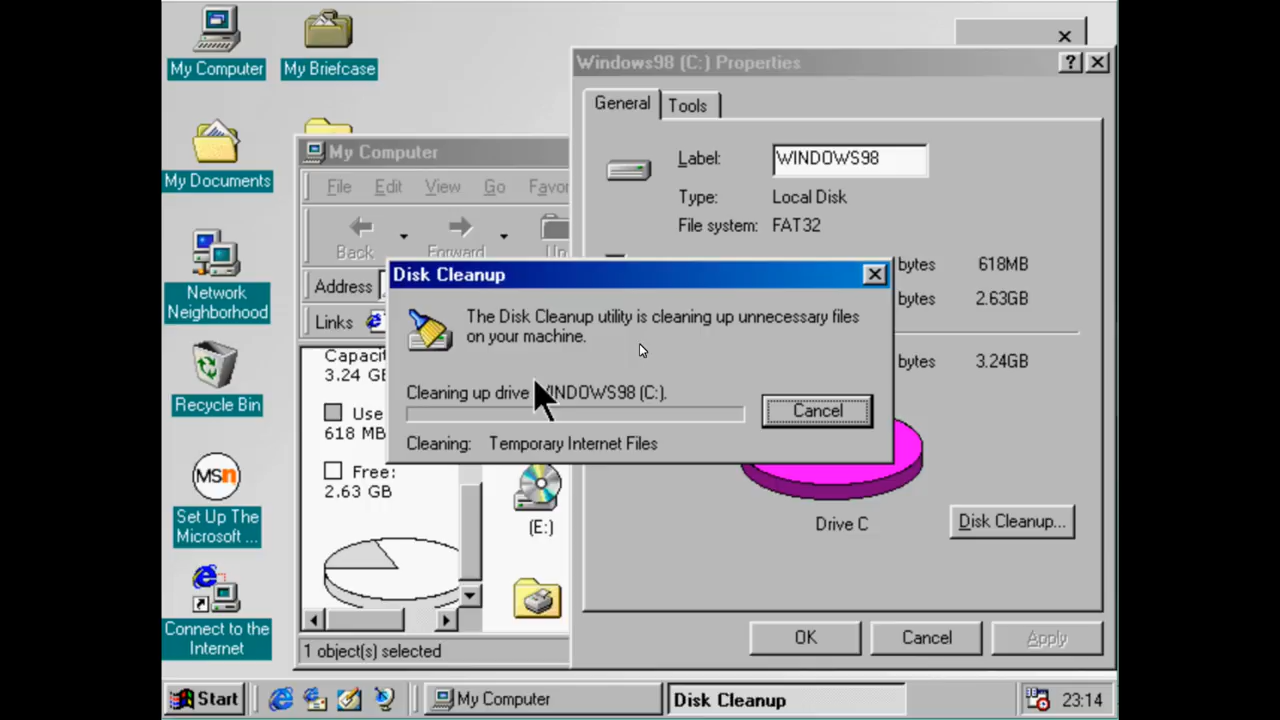 My Computer
My Briefcase
My Documents
Network
Neighborhood
Recycle Bin
MSn
Set Up The
Microsoft ...
Connect to the
Internet
My Computer
File Edit View Go Favor
Back Forward Up
Address
Links
Capacit
3.24 GB
Use
618 MB
Free:
2.63 GB
(E:)
1 object(s) selected
Windows98 (C:) Properties
General Tools
Label: WINDOWS98
Type: Local Disk
File system: FAT32
bytes 618MB
bytes 2.63GB
bytes 3.24GB
Drive C
Disk Cleanup...
OK Cancel Apply
Disk Cleanup
The Disk Cleanup utility is cleaning up unnecessary files
on your machine.
Cleaning up drive WINDOWS98 (C:).
Cancel
Cleaning: Temporary Internet Files
Start My Computer Disk Cleanup 23:14